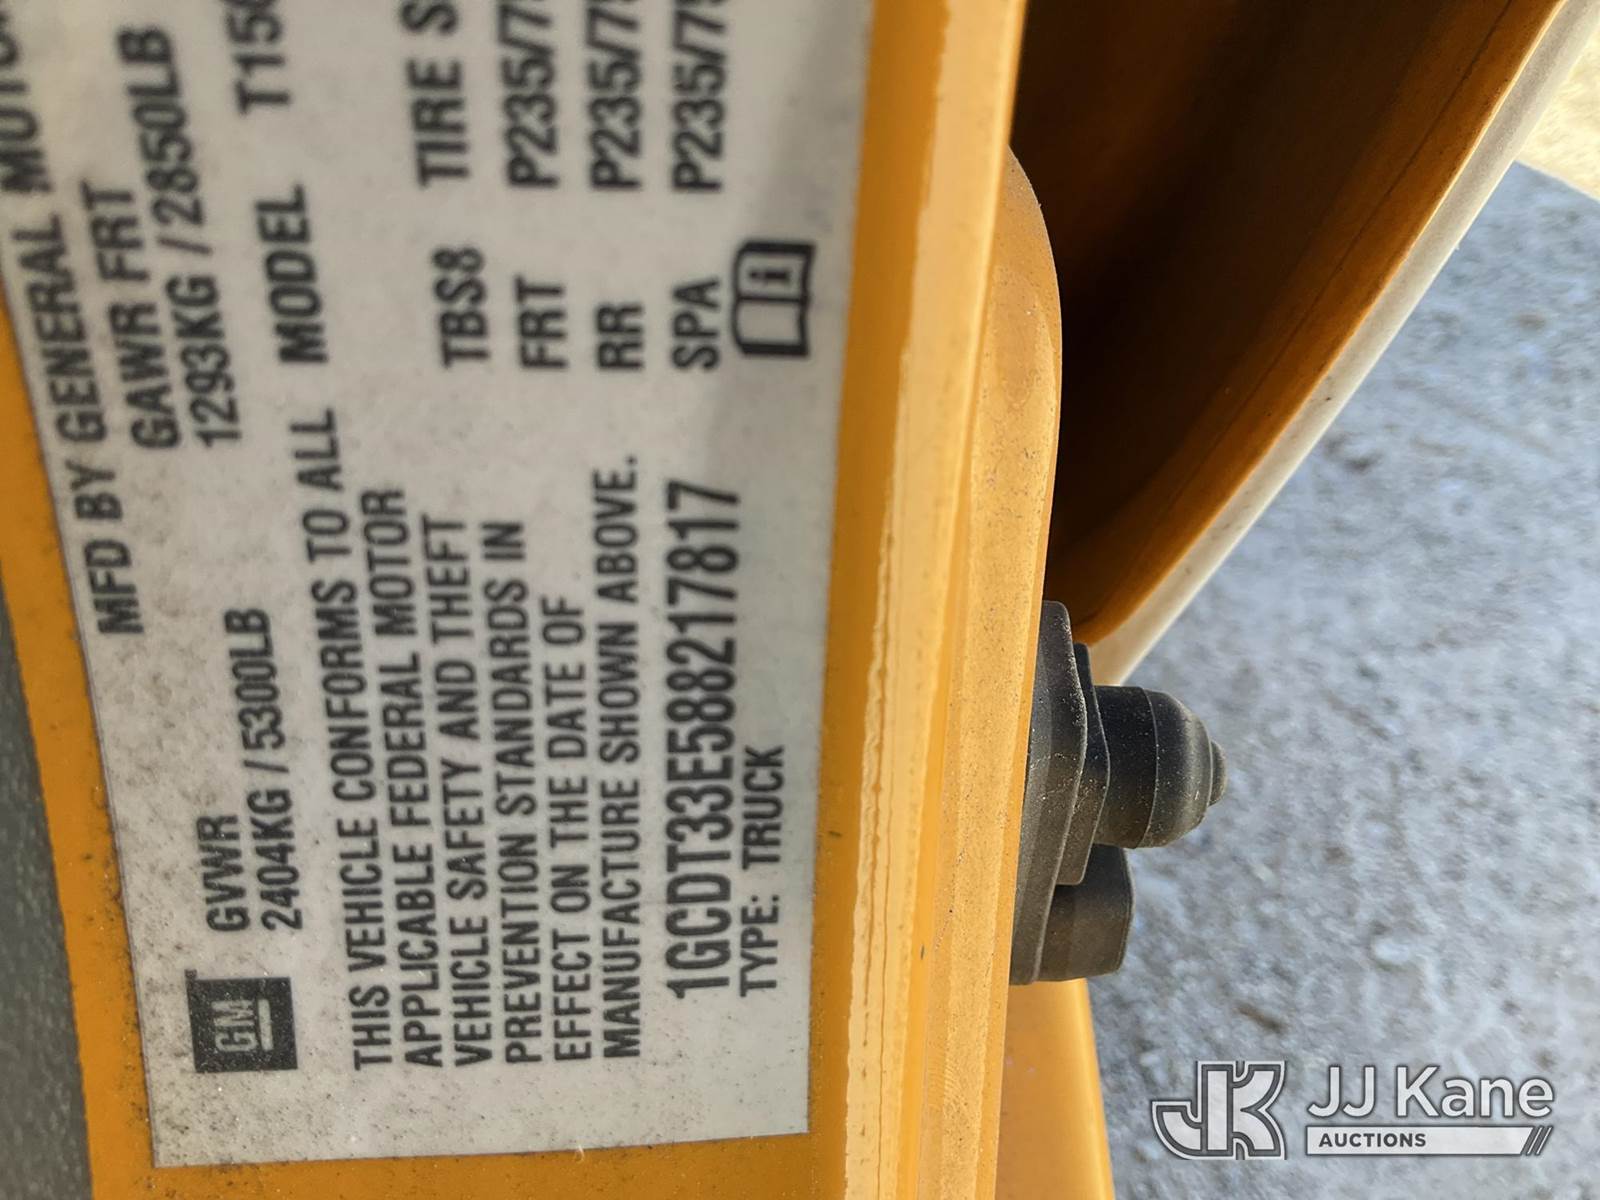 MFD BY GENERAL
GM
GVWR
GAWR FRT
2404KG / 5300LB
1293KG / 2850LB
THIS VEHICLE CONFORMS TO ALL
MODEL
APPLICABLE FEDERAL MOTOR
VEHICLE SAFETY AND THEFT
PREVENTION STANDARDS IN
EFFECT ON THE DATE OF
MANUFACTURE SHOWN ABOVE.
TBS8
TIRE
FRT
RR
SPA
1GCDT33E588217817
TYPE: TRUCK
JJ Kane
AUCTIONS